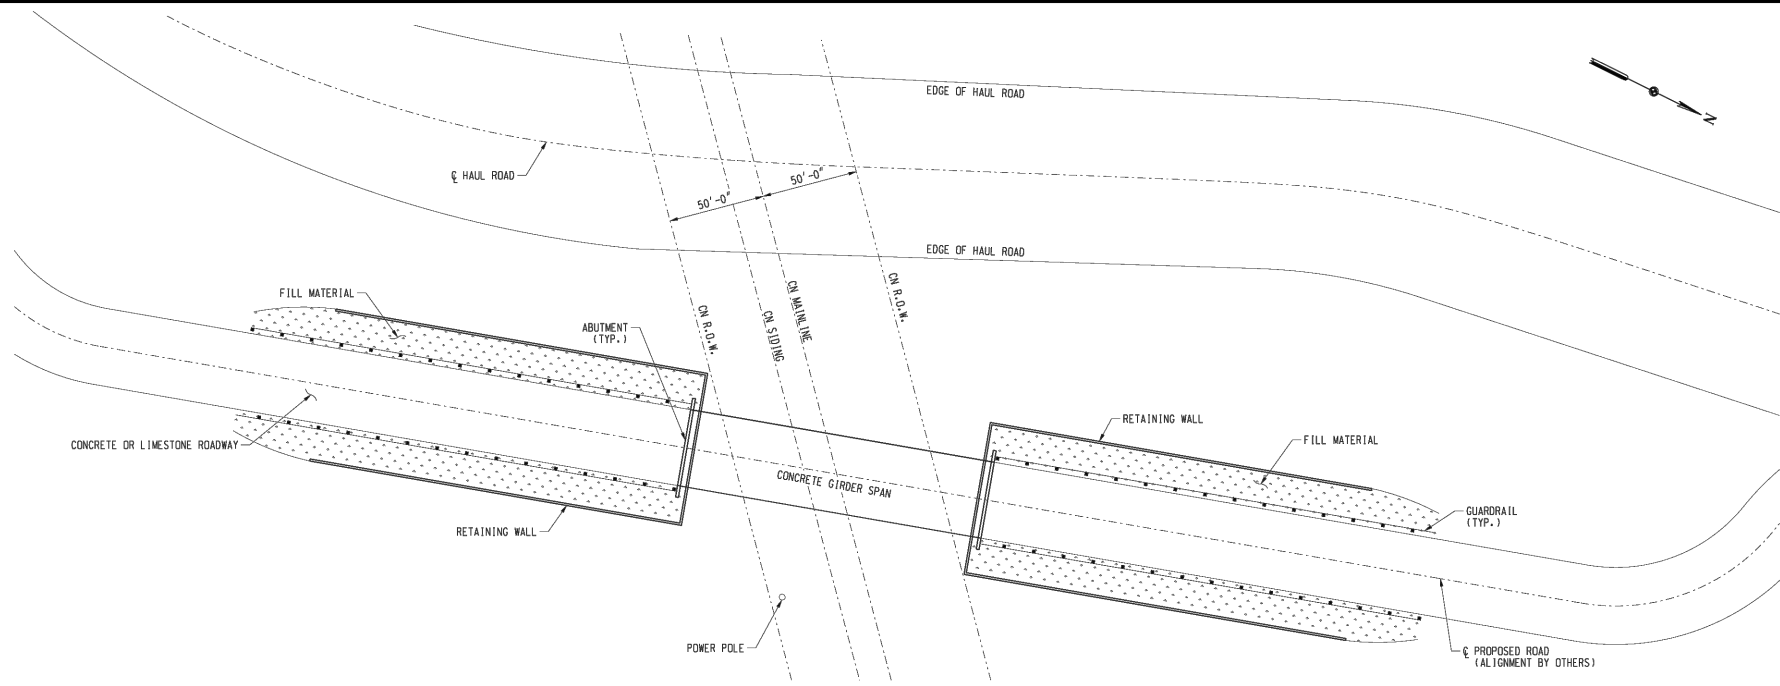 EDGE OF HAUL ROAD
N
℄ HAUL ROAD
50'-0"
50'-0"
EDGE OF HAUL ROAD
FILL MATERIAL
CN R.O.W.
CN SIDING
CN MAINLINE
CN R.O.W.
ABUTMENT
(TYP.)
CONCRETE OR LIMESTONE ROADWAY
RETAINING WALL
CONCRETE GIRDER SPAN
RETAINING WALL
FILL MATERIAL
GUARDRAIL
(TYP.)
POWER POLE
℄ PROPOSED ROAD
(ALIGNMENT BY OTHERS)